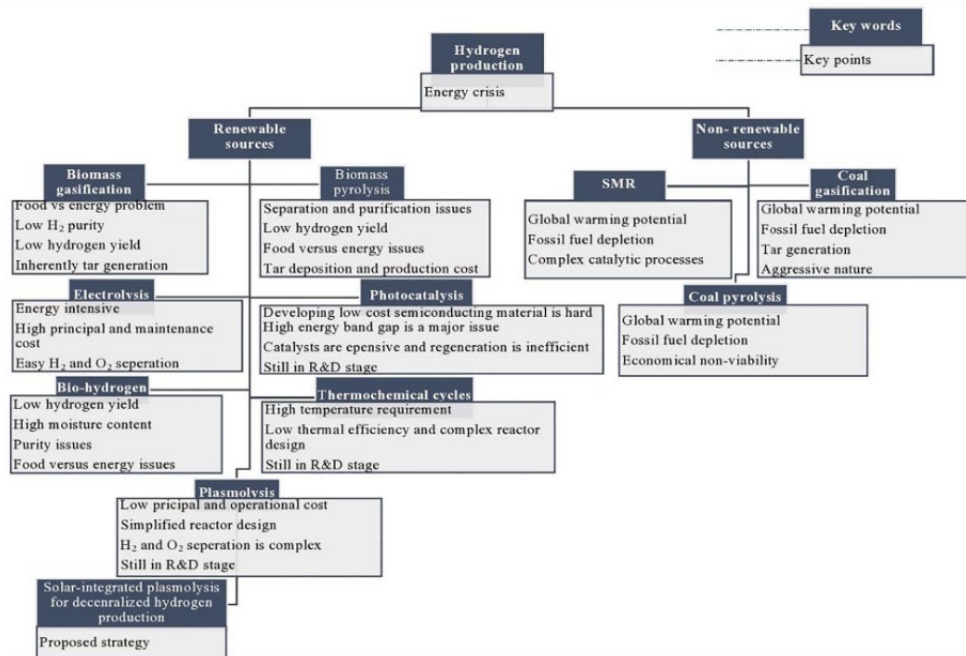 Key words
Key points
Hydrogen
production
Energy crisis
Renewable
sources
Non- renewable
sources
Biomass
gasification
Food vs energy problem
Low H₂ purity
Low hydrogen yield
Inherently tar generation
Biomass
pyrolysis
Separation and purification issues
Low hydrogen yield
Food versus energy issues
Tar deposition and production cost
SMR
Global warming potential
Fossil fuel depletion
Complex catalytic processes
Coal
gasification
Global warming potential
Fossil fuel depletion
Tar generation
Aggressive nature
Electrolysis
Energy intensive
High principal and maintenance
cost
Easy H₂ and O₂ seperation
Photocatalysis
Developing low cost semiconducting material is hard
High energy band gap is a major issue
Catalysts are epensive and regeneration is inefficient
Still in R&D stage
Coal pyrolysis
Global warming potential
Fossil fuel depletion
Economical non-viability
Bio-hydrogen
Low hydrogen yield
High moisture content
Purity issues
Food versus energy issues
Thermochemical cycles
High temperature requirement
Low thermal efficiency and complex reactor
design
Still in R&D stage
Plasmolysis
Low pricipal and operational cost
Simplified reactor design
H₂ and O₂ seperation is complex
Still in R&D stage
Solar-integrated plasmolysis
for decenralized hydrogen
production
Proposed strategy